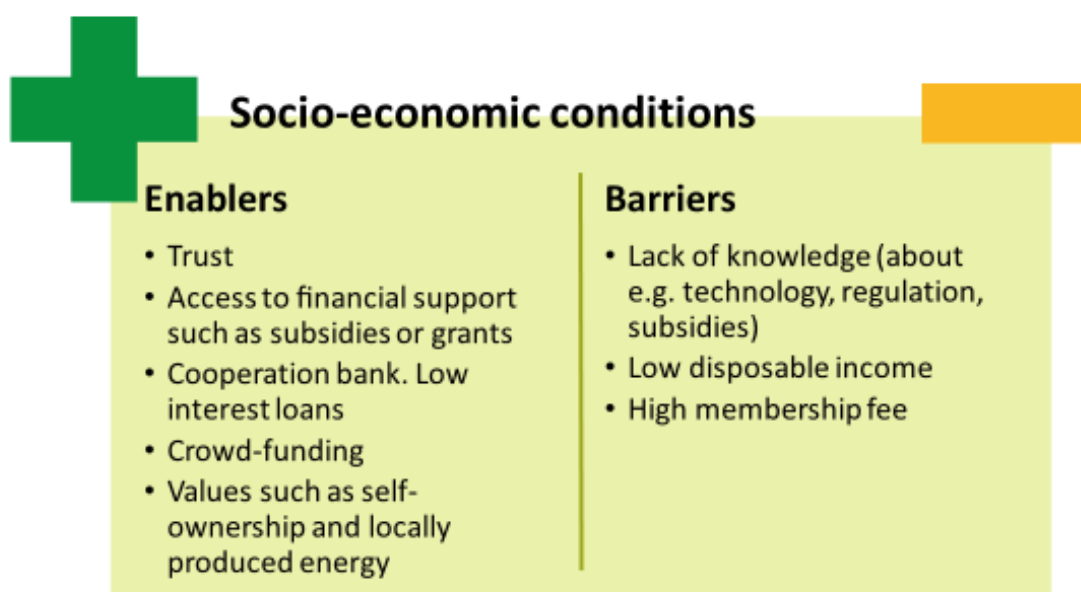 Socio-economic conditions
Enablers
• Trust
• Access to financial support
such as subsidies or grants
• Cooperation bank. Low
interest loans
• Crowd-funding
• Values such as self-
ownership and locally
produced energy
Barriers
• Lack of knowledge (about
e.g. technology, regulation,
subsidies)
• Low disposable income
• High membership fee